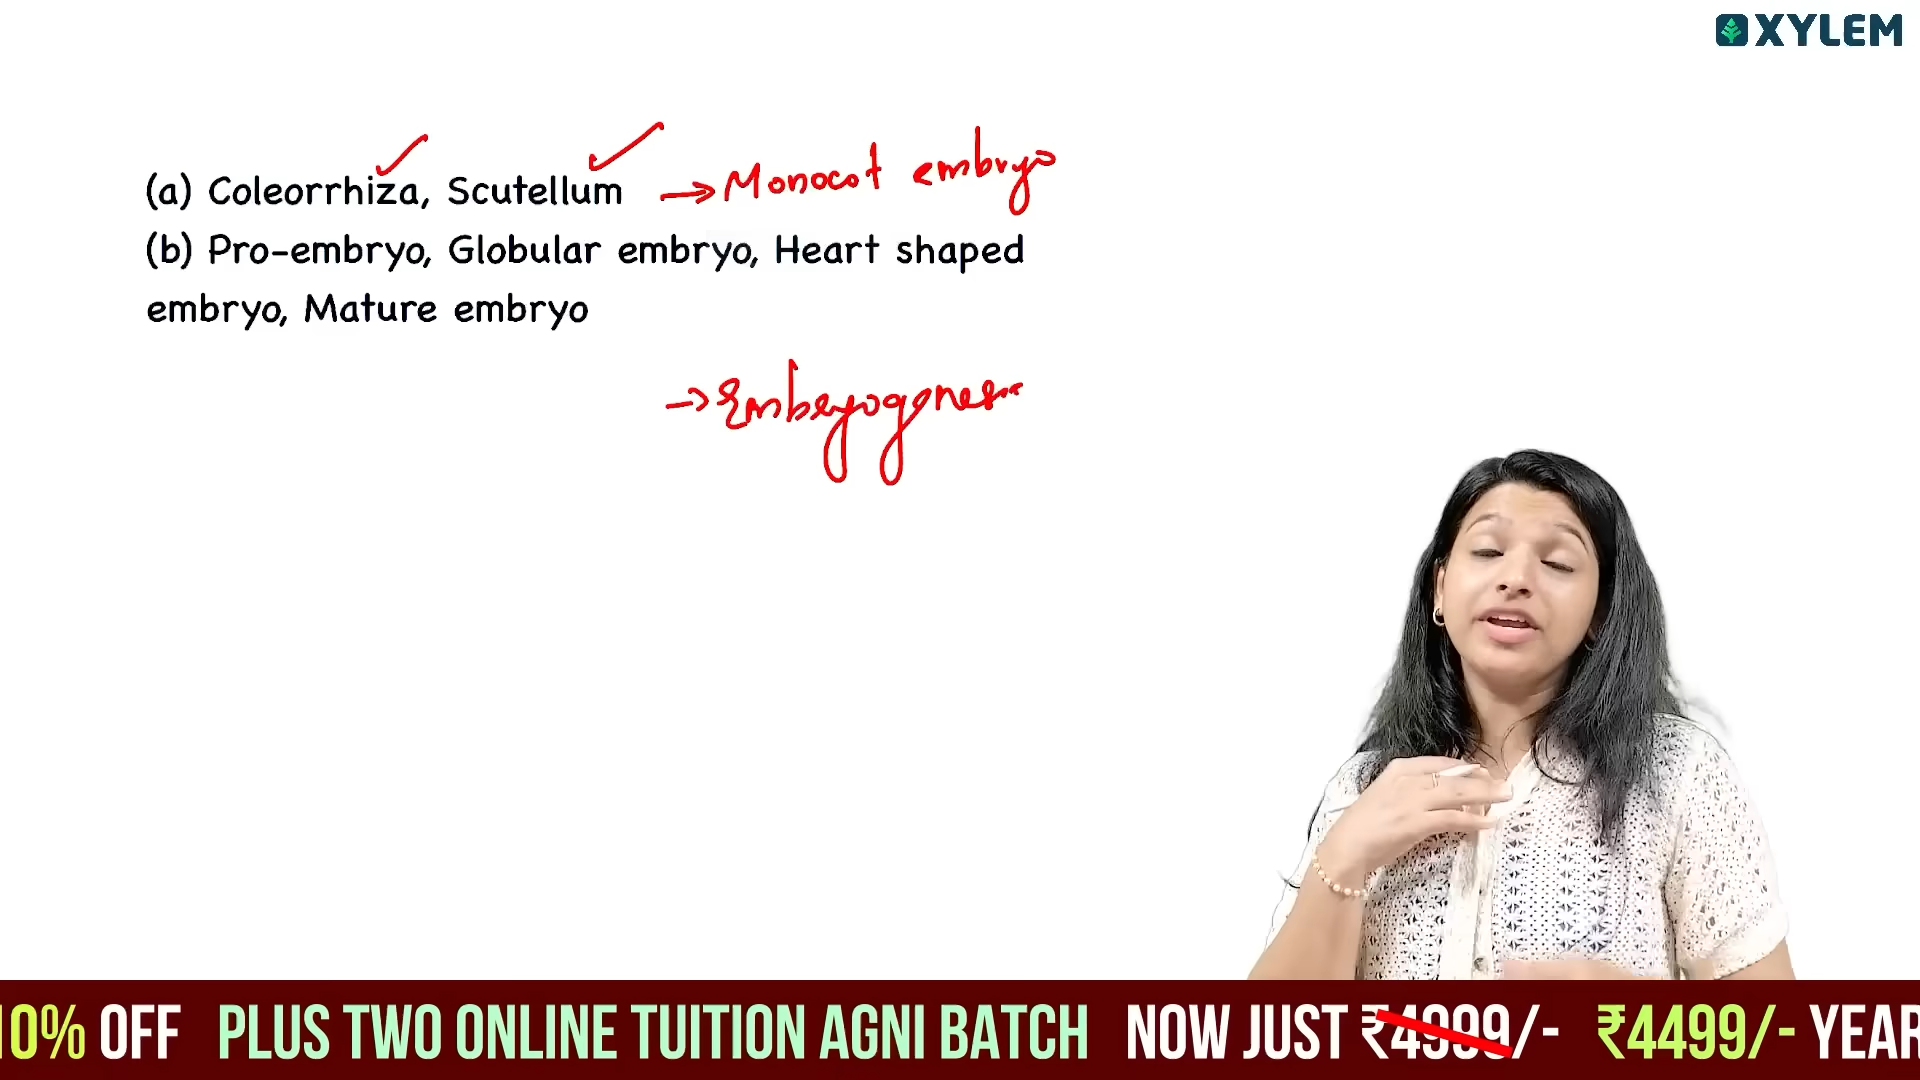 XYLEM
(a) Coleorrhiza, Scutellum → Monocot embryo
(b) Pro-embryo, Globular embryo, Heart shaped
embryo, Mature embryo
10% OFF PLUS TWO ONLINE TUITION AGNI BATCH NOW JUST ₹4999/- ₹4499/- YEAR